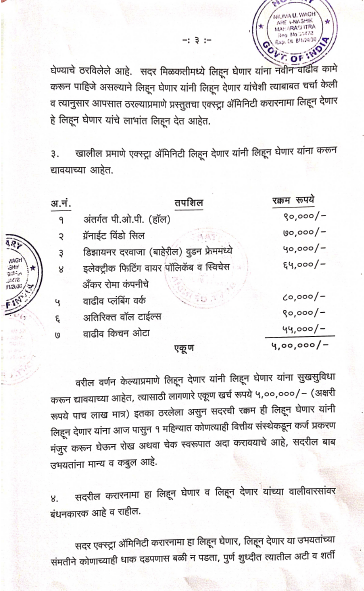 -: ३ :-
घेण्याचे ठरविलेले आहे. सदर मिळकतीमध्ये लिहून घेणार यांना नवीन वाढीव कामे
करून पाहिजे असल्याने लिहून घेणार यांनी लिहून देणार यांचेशी त्याबाबत चर्चा केली
व त्यानुसार आपसात ठरल्याप्रमाणे प्रस्तुतचा एक्स्ट्रा ॲमिनिटी करारनामा लिहून देणार
हे लिहून घेणार यांचे लाभांत लिहून देत आहेत.
३. खालील प्रमाणे एक्स्ट्रा ॲमिनिटी लिहून देणार यांनी लिहून घेणार यांना करून
द्यावयाच्या आहेत.
अ.नं. तपशिल रक्कम रूपये
१ अंतर्गत पी.ओ.पी. (हॉल) ९०,०००/-
२ ग्रॅनाईट विंडो सिल ७०,०००/-
३ डिझायनर दरवाजा (बाहेरील) वुडन फ्रेममध्ये ५०,०००/-
४ इलेक्ट्रीक फिटिंग वायर पॉलिकॅब व स्विचेस ६५,०००/-
अँकर रोमा कंपनीचे
५ वाढीव प्लंबिंग वर्क ८०,०००/-
६ अतिरिक्त वॉल टाईल्स ९०,०००/-
७ वाढीव किचन ओटा ५५,०००/-
एकूण ५,००,०००/-
वरील वर्णन केल्याप्रमाणे लिहून देणार यांनी लिहून घेणार यांना सुखसुविधा
करून द्यावयाच्या आहेत, त्यासाठी लागणारे एकूण खर्च रूपये ५,००,०००/- (अक्षरी
रूपये पाच लाख मात्र) इतका ठरलेला असुन सदरची रक्कम ही लिहून घेणार यांनी
लिहून देणार यांना आज पासुन १ महिन्यात कोणत्याही वित्तीय संस्थेकडून कर्ज प्रकरण
मंजुर करून घेऊन रोख अथवा चेक स्वरूपात अदा करावयाचे आहे, सदरील बाब
उभयतांना मान्य व कबुल आहे.
४. सदरील करारनामा हा लिहून घेणार व लिहून देणार यांच्या वालीवारसांवर
बंधनकारक आहे व राहील.
सदर एक्स्ट्रा ॲमिनिटी करारनामा हा लिहून घेणार, लिहून देणार या उभयतांच्या
संमतीने कोणाच्याही धाक दडपणास बळी न पडता, पुर्ण शुध्दीत त्यातील अटी व शर्ती
NOTARY
MAHARASHTRA
GOVT. OF INDIA